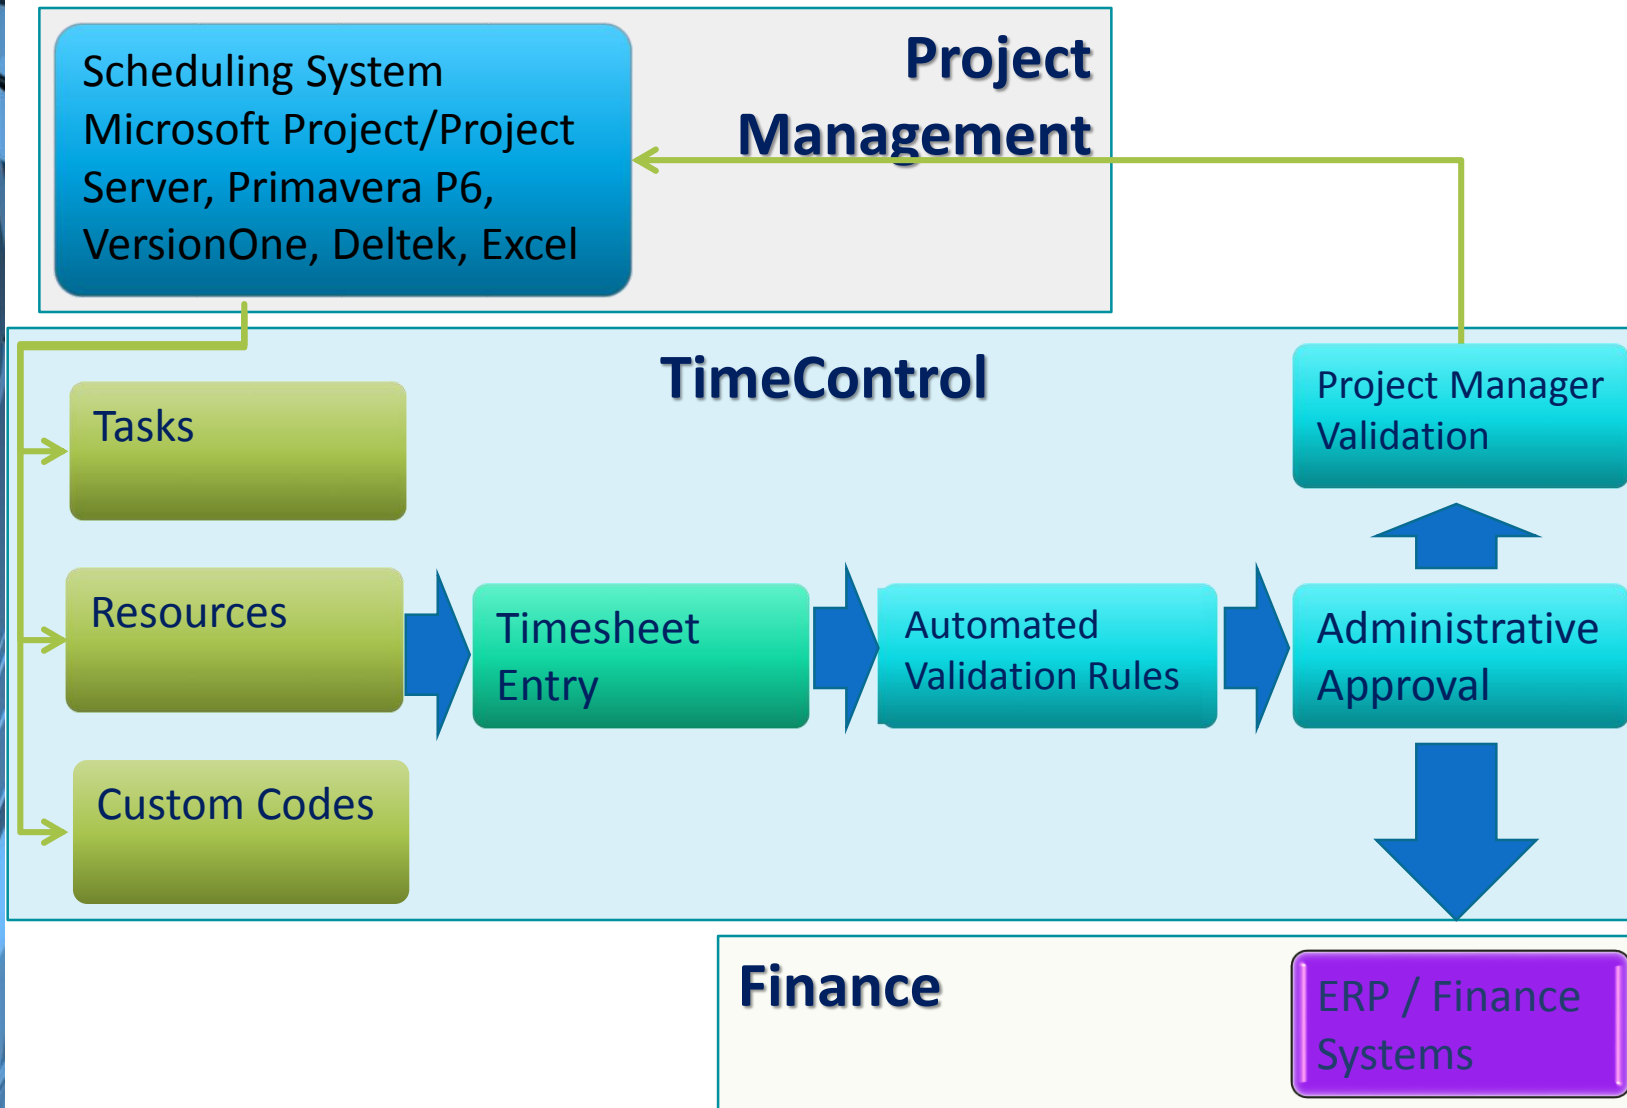 Project
Management
Scheduling System
Microsoft Project/Project
Server, Primavera P6,
VersionOne, Deltek, Excel
TimeControl
Tasks
Resources
Custom Codes
Timesheet
Entry
Automated
Validation Rules
Administrative
Approval
Project Manager
Validation
Finance
ERP / Finance
Systems